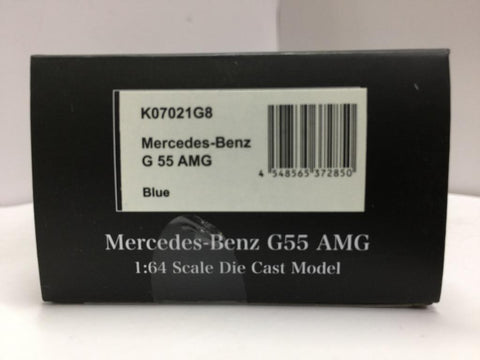 K07021G8
Mercedes-Benz
G 55 AMG
4 548565 372850
Blue
Mercedes-Benz G55 AMG
1:64 Scale Die Cast Model